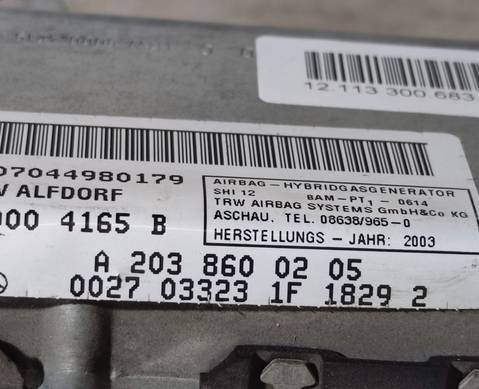 12.113 300.683
07044980179
ALFDORF
AIRBAG - HYBRIDGASGENERATOR
SHI 12 BAM-PT1 - 0614
TRW AIRBAG SYSTEMS GmbH&Co KG
ASCHAU. TEL. 08638/965-0
HERSTELLUNGS - JAHR: 2003
4165 B
A 203 860 02 05
0027 03323 1F 1829 2